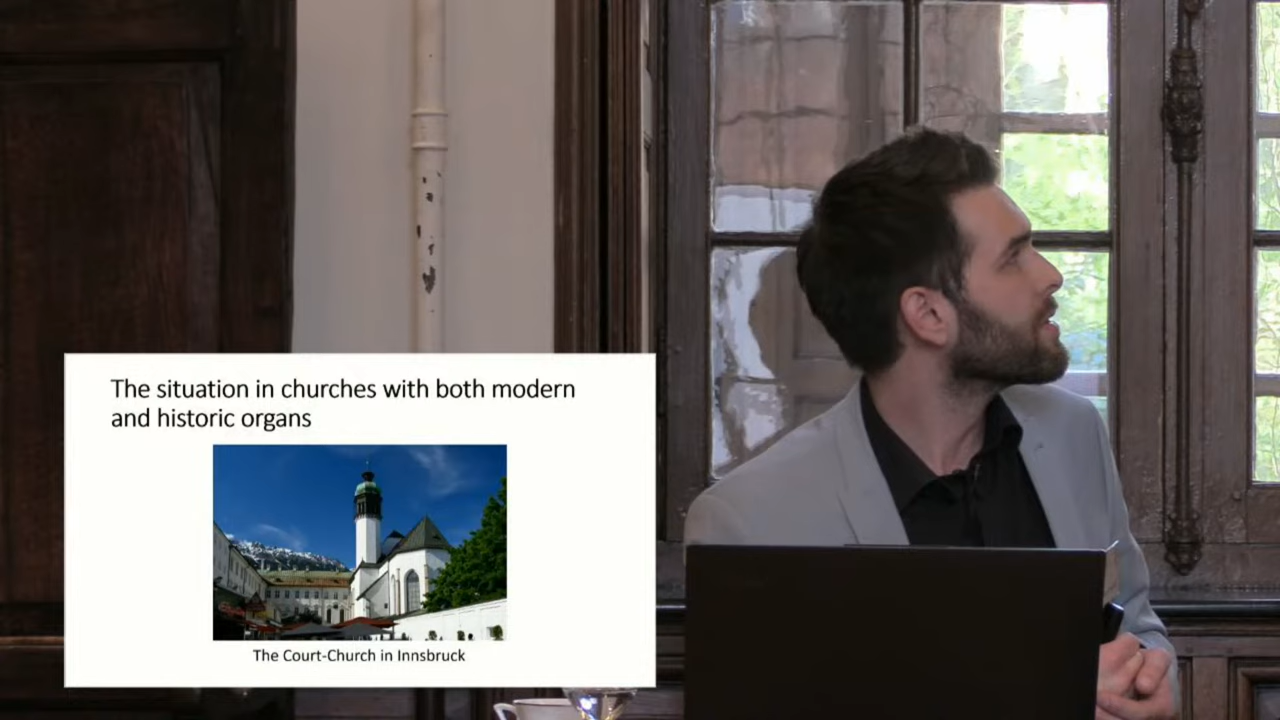 The situation in churches with both modern
and historic organs
The Court-Church in Innsbruck